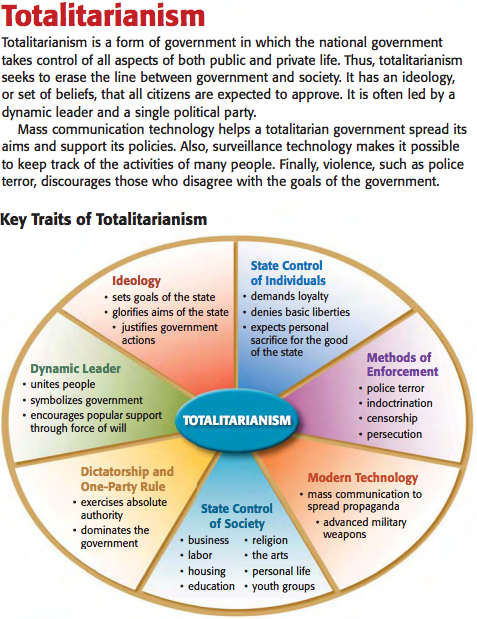 Totalitarianism
Totalitarianism is a form of government in which the national government
takes control of all aspects of both public and private life. Thus, totalitarianism
seeks to erase the line between government and society. It has an ideology,
or set of beliefs, that all citizens are expected to approve. It is often led by a
dynamic leader and a single political party.
Mass communication technology helps a totalitarian government spread its
aims and support its policies. Also, surveillance technology makes it possible
to keep track of the activities of many people. Finally, violence, such as police
terror, discourages those who disagree with the goals of the government.
Key Traits of Totalitarianism
Ideology
• sets goals of the state
• glorifies aims of the state
• justifies government
actions
State Control
of Individuals
• demands loyalty
• denies basic liberties
• expects personal
sacrifice for the good
of the state
Dynamic Leader
• unites people
• symbolizes government
• encourages popular support
through force of will
Methods of
Enforcement
• police terror
• indoctrination
• censorship
• persecution
TOTALITARIANISM
Dictatorship and
One-Party Rule
• exercises absolute
authority
• dominates the
government
State Control
of Society
• business
• labor
• housing
• education
• religion
• the arts
• personal life
• youth groups
Modern Technology
• mass communication to
spread propaganda
• advanced military
weapons